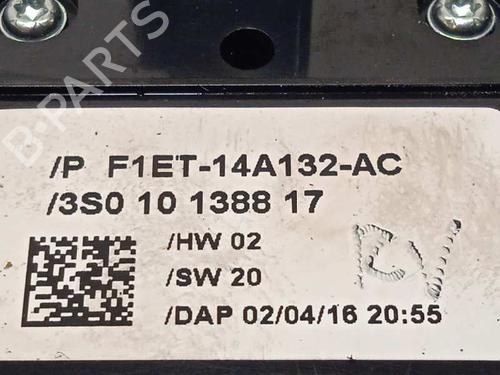 B-PARTS
/P F1ET-14A132-AC
/3S0 10 1388 17
/HW 02
/SW 20
/DAP 02/04/16 20:55